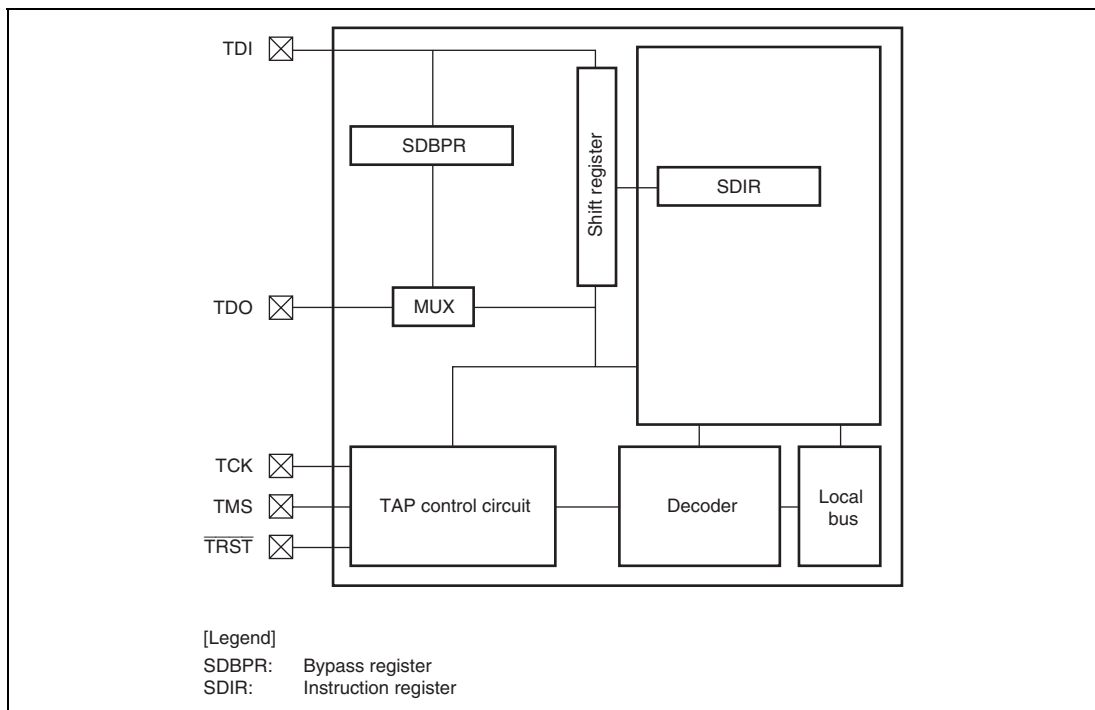 TDI
SDBPR
Shift register
SDIR
TDO
MUX
TCK
TMS
TRST
TAP control circuit
Decoder
Local
bus
[Legend]
SDBPR: Bypass register
SDIR: Instruction register